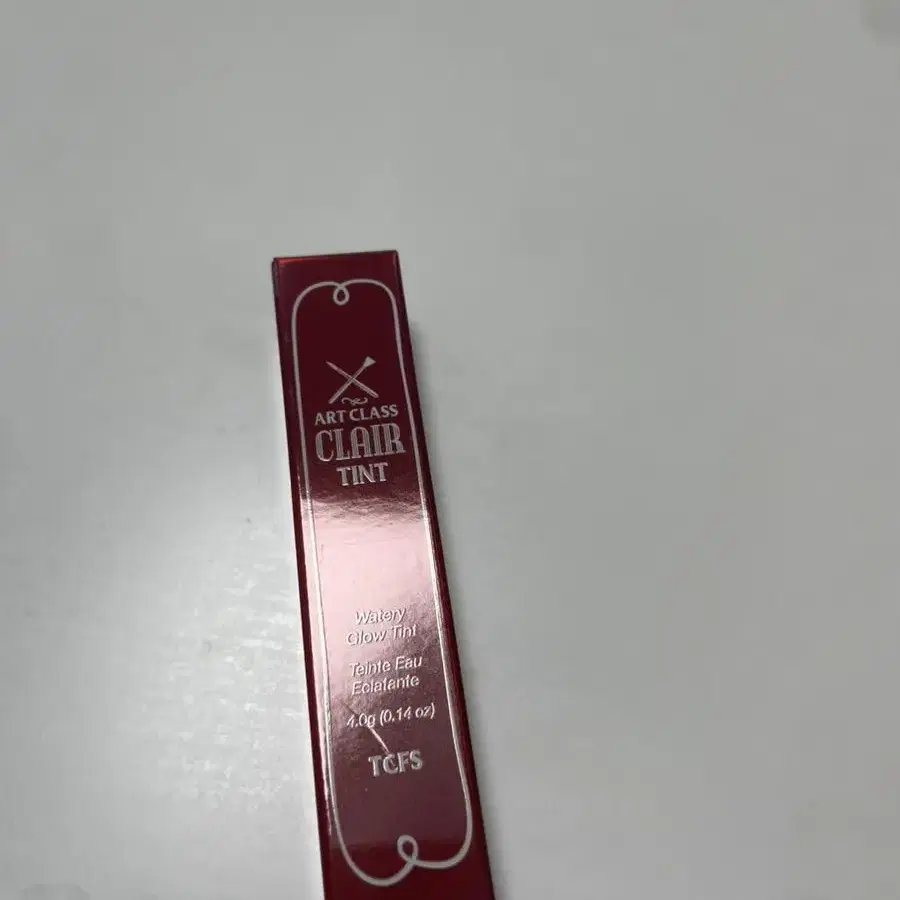 ART CLASS
CLAIR
TINT
Watery
Glow Tint
Teinte Eau
Eclatante
4.0g (0.14 oz)
TCFS